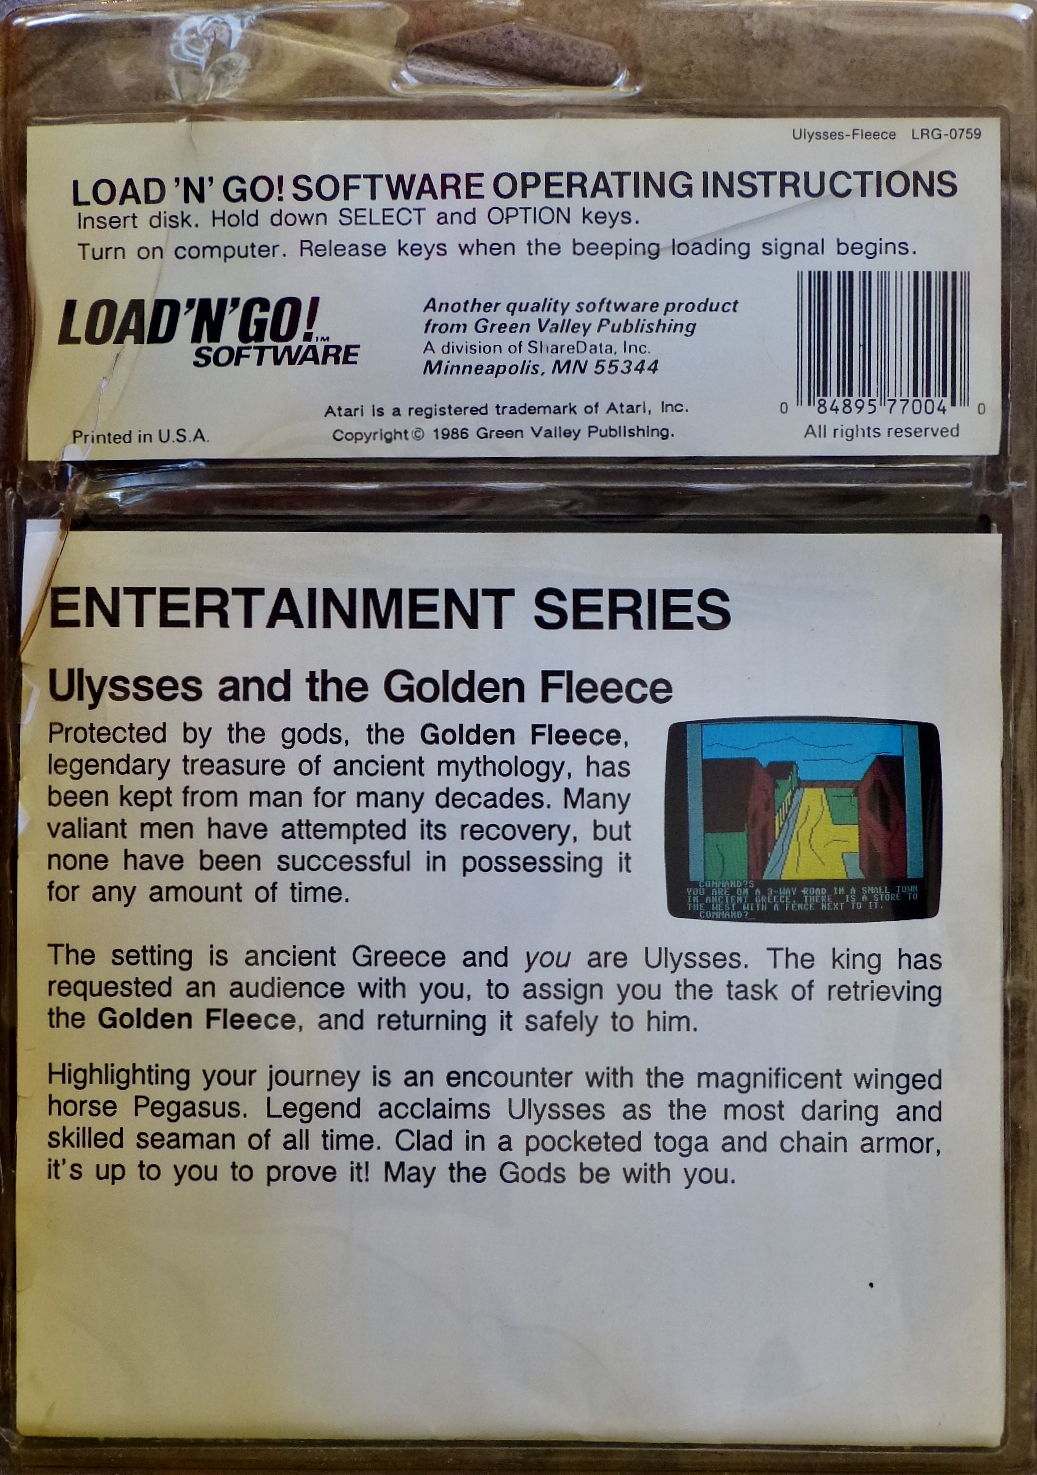 Ulysses-Fleece LRG-0759
LOAD 'N' GO! SOFTWARE OPERATING INSTRUCTIONS
Insert disk. Hold down SELECT and OPTION keys.
Turn on computer. Release keys when the beeping loading signal begins.
LOAD'N'GO!™
SOFTWARE
Another quality software product
from Green Valley Publishing
A division of ShareData, Inc.
Minneapolis, MN 55344
0 84895 77004 0
Atari is a registered trademark of Atari, Inc.
Printed in U.S.A.
Copyright © 1986 Green Valley Publishing.
All rights reserved
ENTERTAINMENT SERIES
Ulysses and the Golden Fleece
Protected by the gods, the Golden Fleece,
legendary treasure of ancient mythology, has
been kept from man for many decades. Many
valiant men have attempted its recovery, but
none have been successful in possessing it
for any amount of time.
COMMAND?S
YOU ARE ON A 3-WAY ROAD IN A SMALL TOWN
IN ANCIENT GREECE. THERE IS A STORE TO
THE WEST WITH A FENCE NEXT TO IT.
COMMAND?
The setting is ancient Greece and you are Ulysses. The king has
requested an audience with you, to assign you the task of retrieving
the Golden Fleece, and returning it safely to him.
Highlighting your journey is an encounter with the magnificent winged
horse Pegasus. Legend acclaims Ulysses as the most daring and
skilled seaman of all time. Clad in a pocketed toga and chain armor,
it's up to you to prove it! May the Gods be with you.